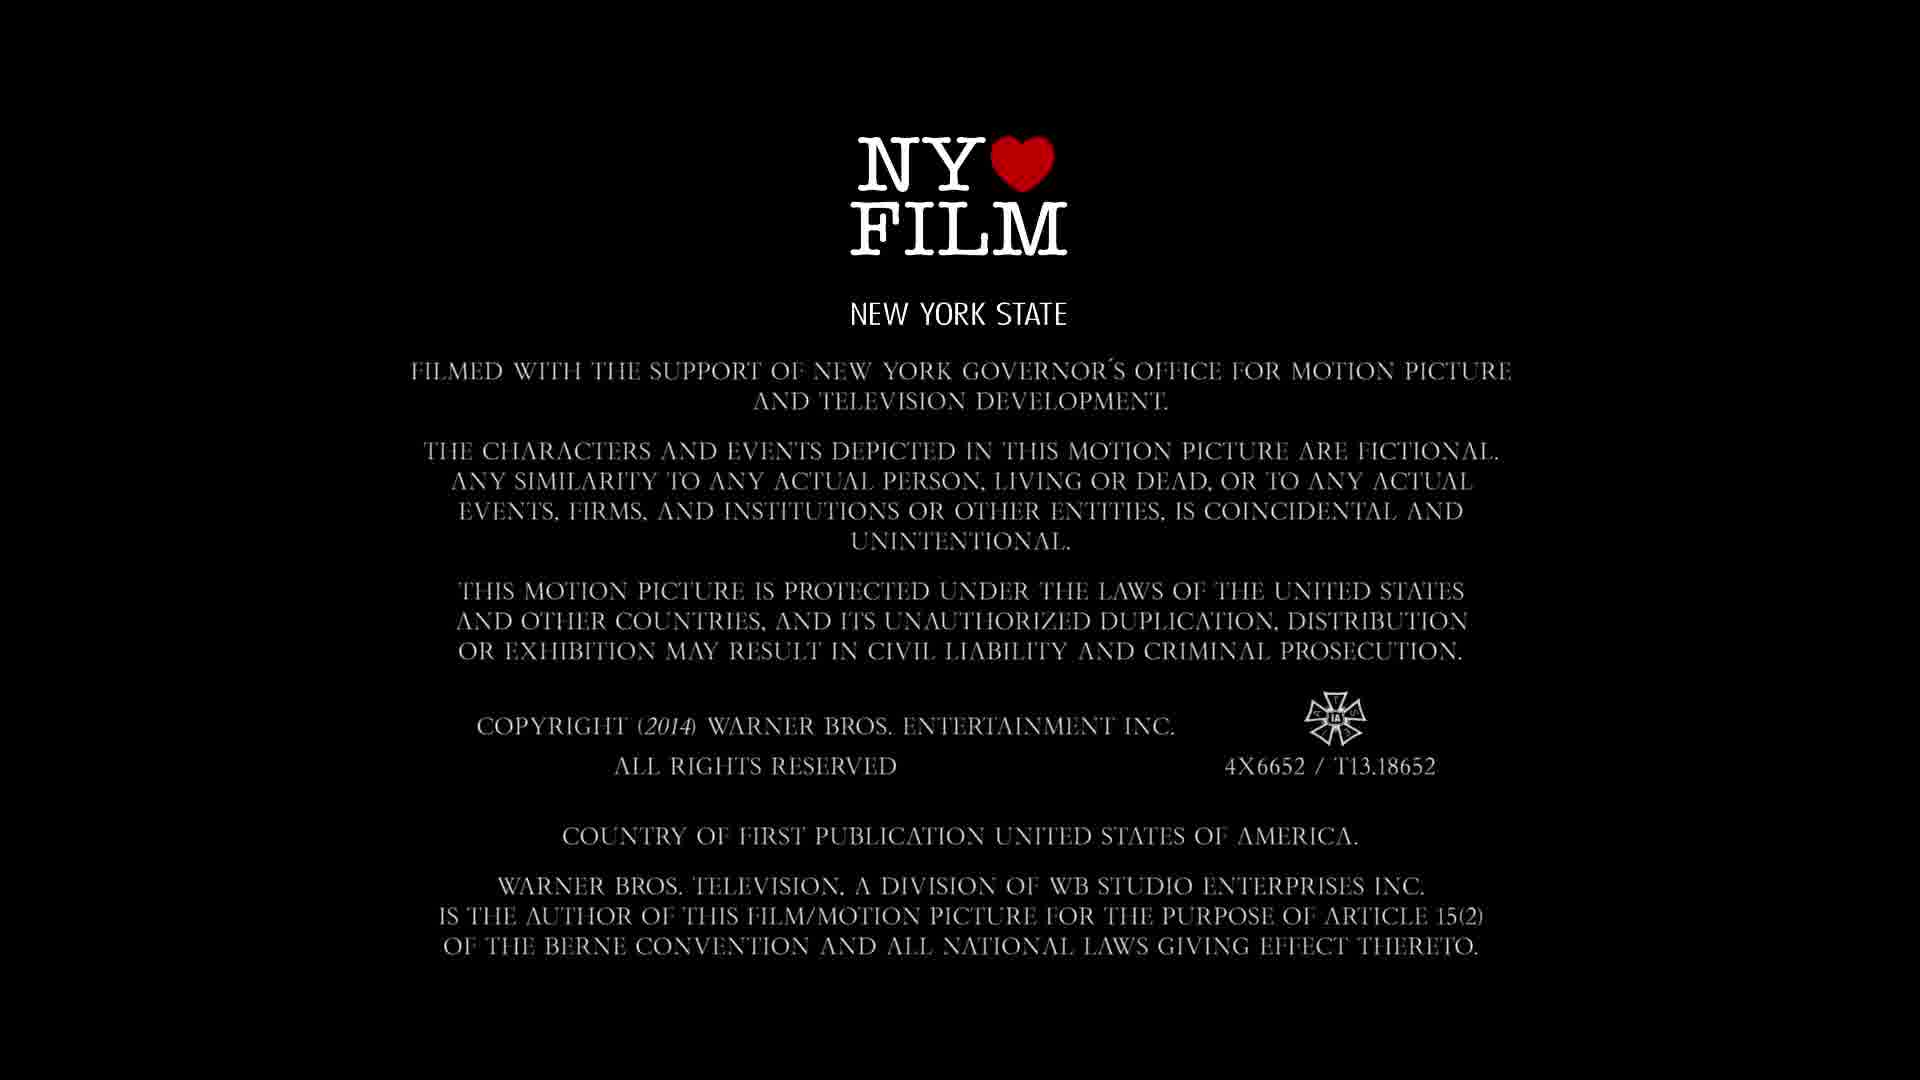 NY
FILM
NEW YORK STATE
FILMED WITH THE SUPPORT OF NEW YORK GOVERNOR'S OFFICE FOR MOTION PICTURE
AND TELEVISION DEVELOPMENT.
THE CHARACTERS AND EVENTS DEPICTED IN THIS MOTION PICTURE ARE FICTIONAL.
ANY SIMILARITY TO ANY ACTUAL PERSON, LIVING OR DEAD, OR TO ANY ACTUAL
EVENTS, FIRMS, AND INSTITUTIONS OR OTHER ENTITIES, IS COINCIDENTAL AND
UNINTENTIONAL.
THIS MOTION PICTURE IS PROTECTED UNDER THE LAWS OF THE UNITED STATES
AND OTHER COUNTRIES, AND ITS UNAUTHORIZED DUPLICATION, DISTRIBUTION
OR EXHIBITION MAY RESULT IN CIVIL LIABILITY AND CRIMINAL PROSECUTION.
COPYRIGHT (2014) WARNER BROS. ENTERTAINMENT INC.
ALL RIGHTS RESERVED
IA
4X6652 / T13.18652
COUNTRY OF FIRST PUBLICATION UNITED STATES OF AMERICA.
WARNER BROS. TELEVISION, A DIVISION OF WB STUDIO ENTERPRISES INC.
IS THE AUTHOR OF THIS FILM/MOTION PICTURE FOR THE PURPOSE OF ARTICLE 15(2)
OF THE BERNE CONVENTION AND ALL NATIONAL LAWS GIVING EFFECT THERETO.